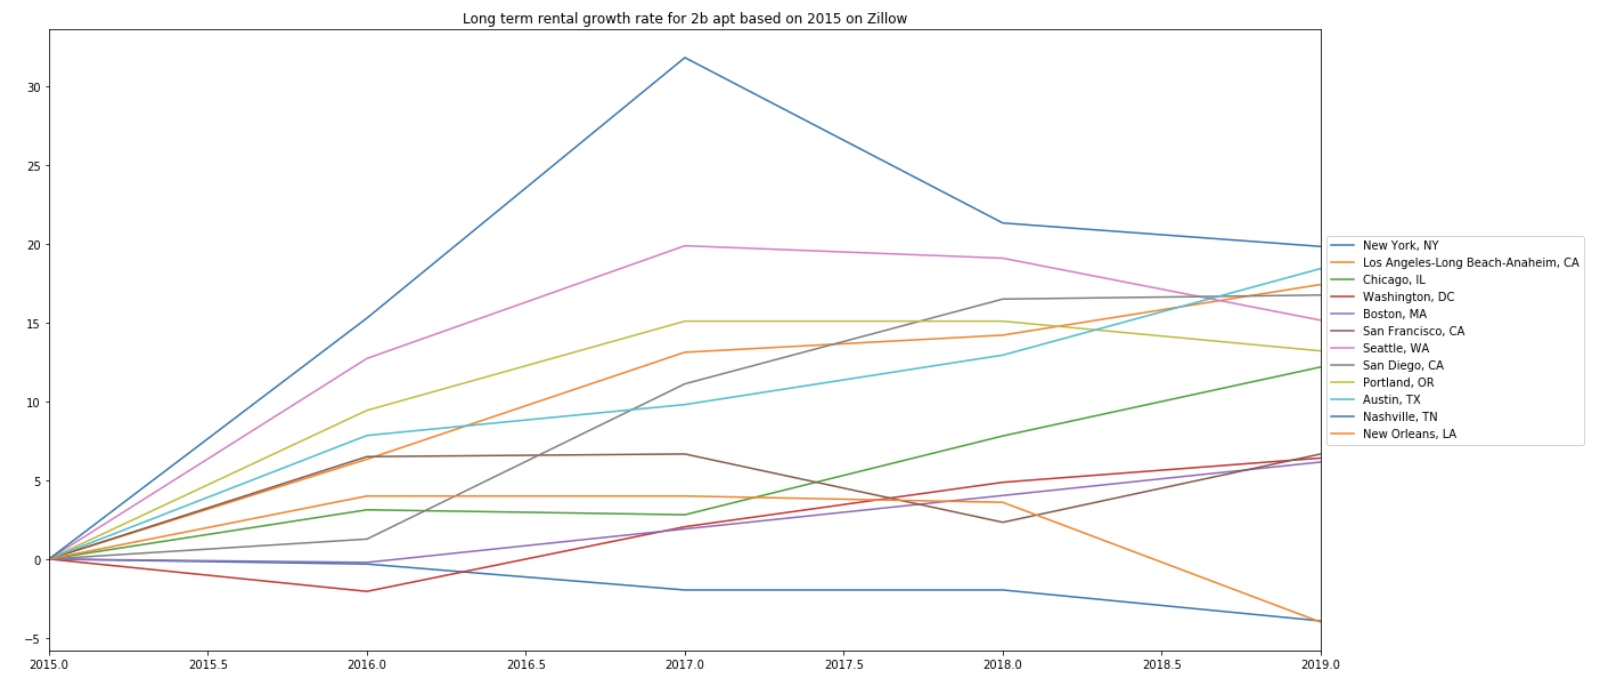 Long term rental growth rate for 2b apt based on 2015 on Zillow
30
25
20
15
10
5
0
−5
2015.0 2015.5 2016.0 2016.5 2017.0 2017.5 2018.0 2018.5 2019.0
New York, NY
Los Angeles-Long Beach-Anaheim, CA
Chicago, IL
Washington, DC
Boston, MA
San Francisco, CA
Seattle, WA
San Diego, CA
Portland, OR
Austin, TX
Nashville, TN
New Orleans, LA